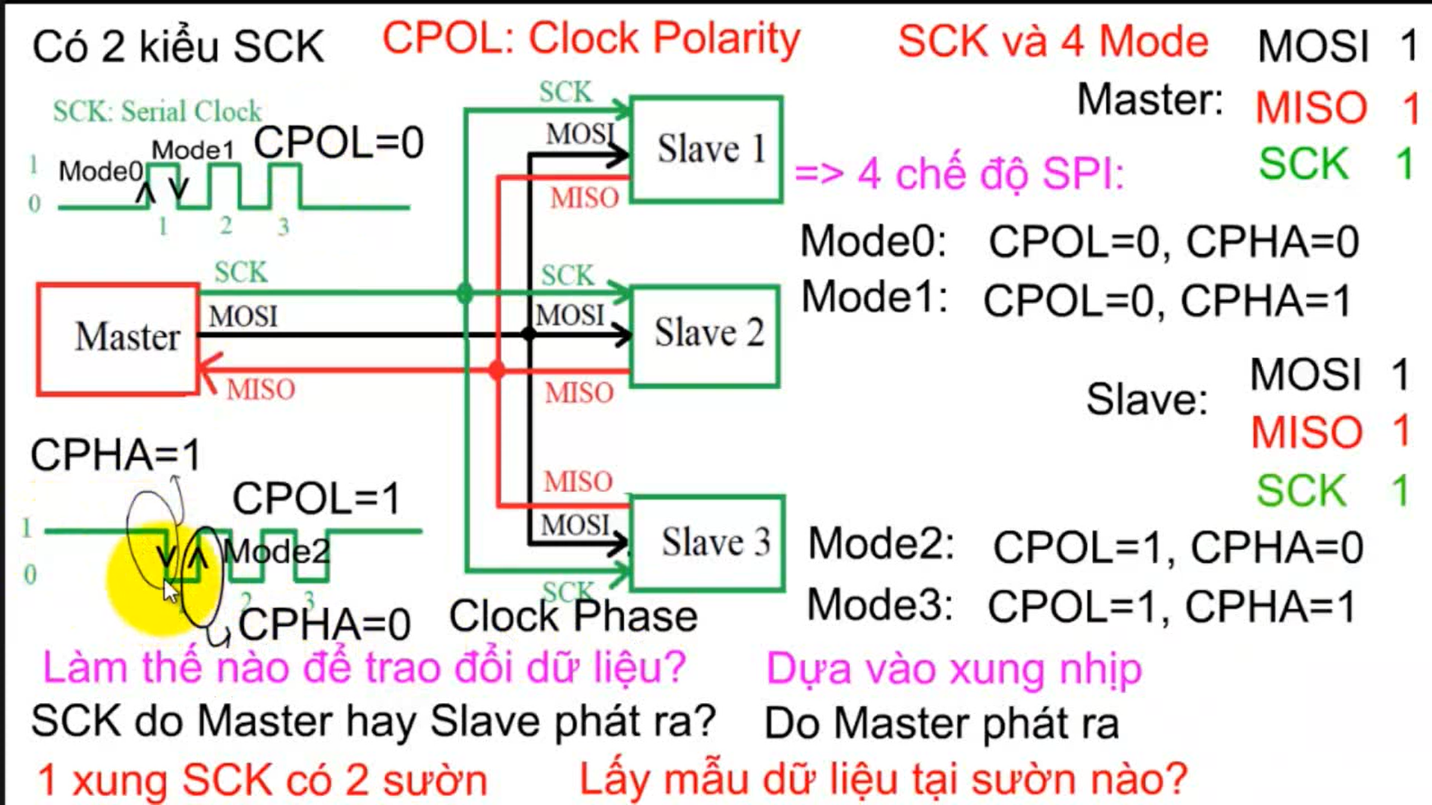 Có 2 kiểu SCK
CPOL: Clock Polarity
SCK và 4 Mode
MOSI 1
Master:
MISO 1
SCK 1
SCK: Serial Clock
CPOL=0
Mode1
Mode0
1
0
1 2 3
SCK
MOSI
MISO
Slave 1
=> 4 chế độ SPI:
Mode0: CPOL=0, CPHA=0
Mode1: CPOL=0, CPHA=1
Master
SCK
MOSI
MISO
SCK
MOSI
MISO
Slave 2
Slave:
MOSI 1
MISO 1
SCK 1
CPHA=1
CPOL=1
1
0
Mode2
2 3
CPHA=0
MISO
MOSI
SCK
Slave 3
Clock Phase
Mode2: CPOL=1, CPHA=0
Mode3: CPOL=1, CPHA=1
Làm thế nào để trao đổi dữ liệu?
Dựa vào xung nhịp
SCK do Master hay Slave phát ra?
Do Master phát ra
1 xung SCK có 2 sườn
Lấy mẫu dữ liệu tại sườn nào?